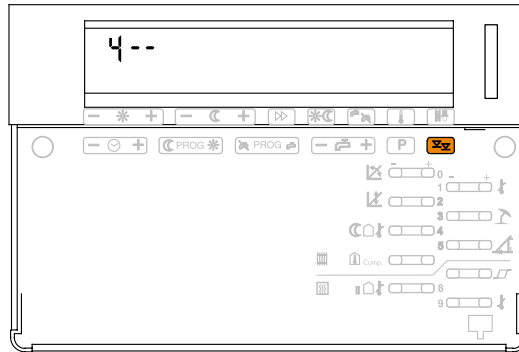 4--
- + - +
- + PROG PROG - + P
- + 0
1 - +
2
3
4
5
Comp.
8
9